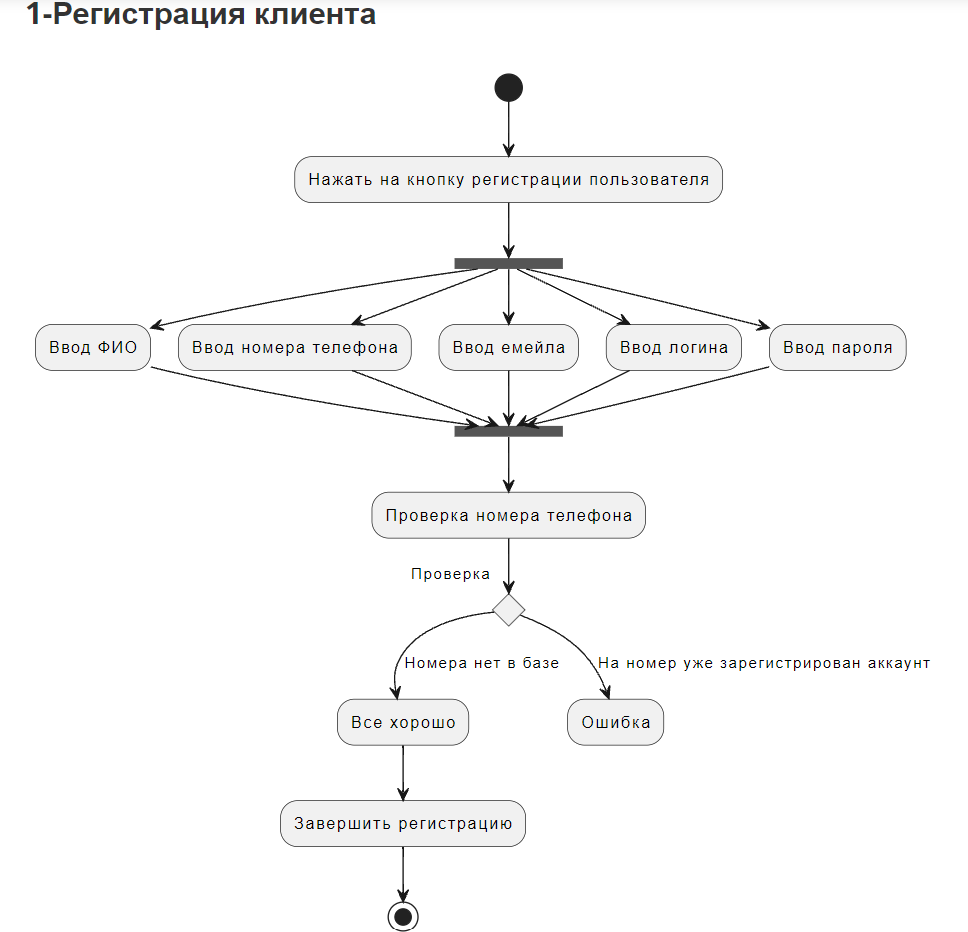 1-Регистрация клиента
Нажать на кнопку регистрации пользователя
Ввод ФИО
Ввод номера телефона
Ввод емейла
Ввод логина
Ввод пароля
Проверка номера телефона
Проверка
Номера нет в базе
На номер уже зарегистрирован аккаунт
Все хорошо
Ошибка
Завершить регистрацию